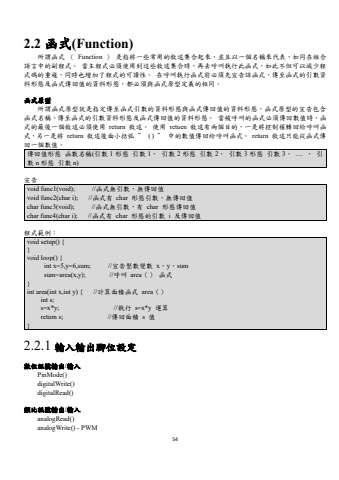 2.2 函式(Function)
所謂函式 ( Function ) 是指將一些常用的敘述集合起來，並且以一個名稱來代表，如同在組合
語言中的副程式。 當主程式必須使用到這些敘述集合時，再去呼叫執行此函式，如此不但可以減少程
式碼的重複，同時也增加了程式的可讀性。 在呼叫執行函式前必須先宣告該函式，傳至函式的引數資
料形態及函式傳回值的資料形態，都必須與函式原型定義的相同。
函式原型
所謂函式原型就是指定傳至函式引數的資料形態與函式傳回值的資料形態，函式原型的宣告包含
函式名稱、傳至函式的引數資料形態及函式傳回值的資料形態。 當被呼叫的函式必須傳回數值時，函
式的最後一個敘述必須使用 return 敘述。 使用 retuen 敘述有兩個目的，一是將控制權轉回給呼叫函
式，另一是將 return 敘述後面小括弧 " ( ) " 中的數值傳回給呼叫函式。 return 敘述只能從函式傳
回一個數值。
傳回值形態 函數名稱(引數 1 形態 引數 1， 引數 2 形態 引數 2， 引數 3 形態 引數 3， … ， 引
數 n 形態 引數 n)
宣告
void func1(void); //函式無引數，無傳回值
void func2(char i); //函式有 char 形態引數，無傳回值
char func3(void); //函式無引數，有 char 形態傳回值
char func4(char i); //函式有 char 形態的引數 i 及傳回值
程式範例：
void setup() {
}
void loop() {
int x=5,y=6,sum; //宣告整數變數 x，y，sum
sum=area(x,y); //呼叫 area ( ) 函式
}
int area(int x,int y) { //計算面積函式 area ( )
int s;
s=x*y; //執行 s=x*y 運算
return s; //傳回面積 s 值
}
2.2.1 輸入輸出腳位設定
數位訊號輸出/輸入
PinMode()
digitalWrite()
digitalRead()
類比訊號輸出/輸入
analogRead()
analogWrite() - PWM
54